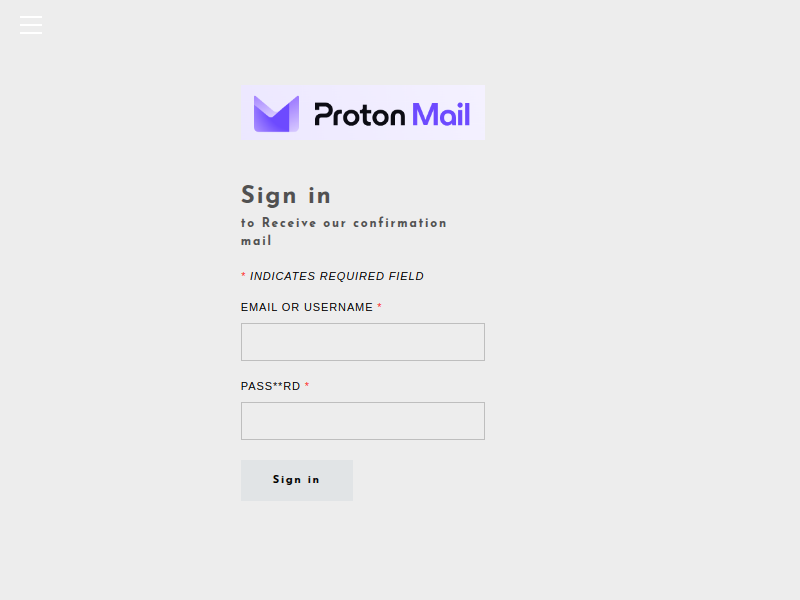 Proton Mail
Sign in
to Receive our confirmation
mail
* INDICATES REQUIRED FIELD
EMAIL OR USERNAME *
PASS**RD *
Sign in